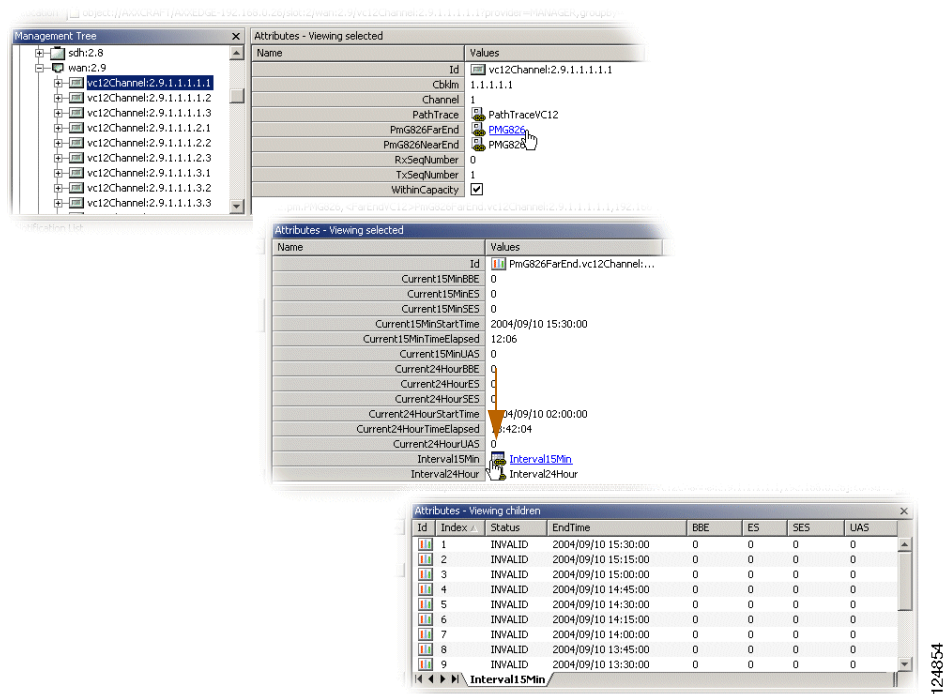 Management Tree
sdh:2.8
wan:2.9
vc12Channel:2.9.1.1.1.1.1
vc12Channel:2.9.1.1.1.1.2
vc12Channel:2.9.1.1.1.1.3
vc12Channel:2.9.1.1.1.2.1
vc12Channel:2.9.1.1.1.2.2
vc12Channel:2.9.1.1.1.2.3
vc12Channel:2.9.1.1.1.3.1
vc12Channel:2.9.1.1.1.3.2
vc12Channel:2.9.1.1.1.3.3
Attributes - Viewing selected
Name Values
Id vc12Channel:2.9.1.1.1.1.1
Cbklm 1.1.1.1.1
Channel 1
PathTrace PathTraceVC12
PmG826FarEnd PMG826
PmG826NearEnd PMG826
RxSeqNumber 0
TxSeqNumber 1
WithinCapacity
Attributes - Viewing selected
Name Values
Id PmG826FarEnd.vc12Channel:...
Current15MinBBE 0
Current15MinES 0
Current15MinSES 0
Current15MinStartTime 2004/09/10 15:30:00
Current15MinTimeElapsed 12:06
Current15MinUAS 0
Current24HourBBE 0
Current24HourES 0
Current24HourSES 0
Current24HourStartTime 04/09/10 02:00:00
Current24HourTimeElapsed :42:04
Current24HourUAS 0
Interval15Min Interval15Min
Interval24Hour Interval24Hour
Attributes - Viewing children
Id Index Status EndTime BBE ES SES UAS
1 INVALID 2004/09/10 15:30:00 0 0 0 0
2 INVALID 2004/09/10 15:15:00 0 0 0 0
3 INVALID 2004/09/10 15:00:00 0 0 0 0
4 INVALID 2004/09/10 14:45:00 0 0 0 0
5 INVALID 2004/09/10 14:30:00 0 0 0 0
6 INVALID 2004/09/10 14:15:00 0 0 0 0
7 INVALID 2004/09/10 14:00:00 0 0 0 0
8 INVALID 2004/09/10 13:45:00 0 0 0 0
9 INVALID 2004/09/10 13:30:00 0 0 0 0
Interval15Min
124854